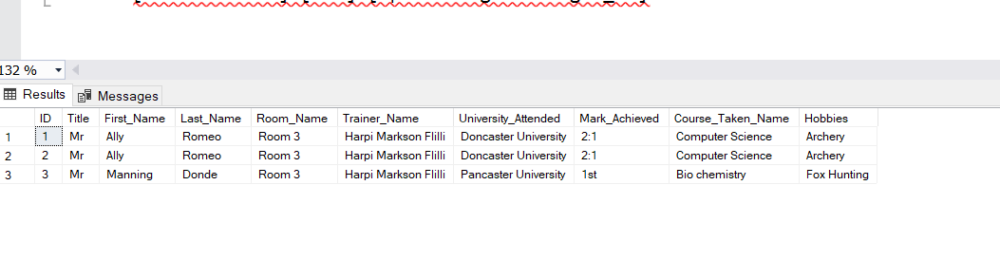 132 %
Results Messages
ID Title First_Name Last_Name Room_Name Trainer_Name University_Attended Mark_Achieved Course_Taken_Name Hobbies
1 1 Mr Ally Romeo Room 3 Harpi Markson Flilli Doncaster University 2:1 Computer Science Archery
2 2 Mr Ally Romeo Room 3 Harpi Markson Flilli Doncaster University 2:1 Computer Science Archery
3 3 Mr Manning Donde Room 3 Harpi Markson Flilli Pancaster University 1st Bio chemistry Fox Hunting